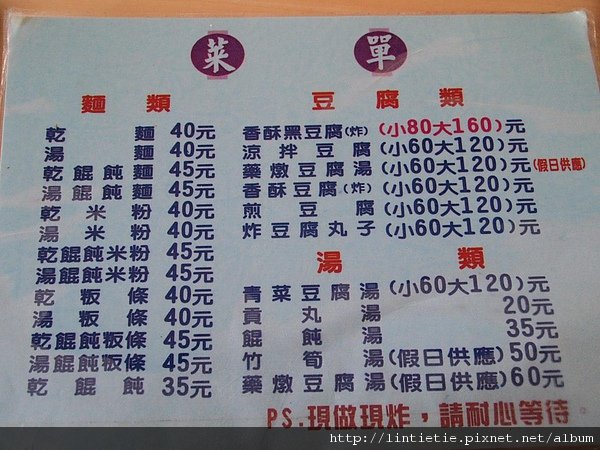 菜單
麵類
乾麵 40元
湯麵 40元
乾餛飩麵 45元
湯餛飩麵 45元
乾米粉 40元
湯米粉 40元
乾餛飩米粉 45元
湯餛飩米粉 45元
乾粄條 40元
湯粄條 40元
乾餛飩粄條 45元
湯餛飩粄條 45元
乾餛飩 35元
豆腐類
香酥黑豆腐(炸) (小80大160)元
涼拌豆腐 (小60大120)元
藥燉豆腐湯 (小60大120)元(假日供應)
香酥豆腐(炸) (小60大120)元
煎豆腐 (小60大120)元
炸豆腐丸子 (小60大120)元
湯類
青菜豆腐湯 (小60大120)元
貢丸湯 20元
餛飩湯 35元
竹筍湯(假日供應) 50元
藥燉豆腐湯(假日供應) 60元
PS.現做現炸，請耐心等待
http://lintietie.pixnet.net/album